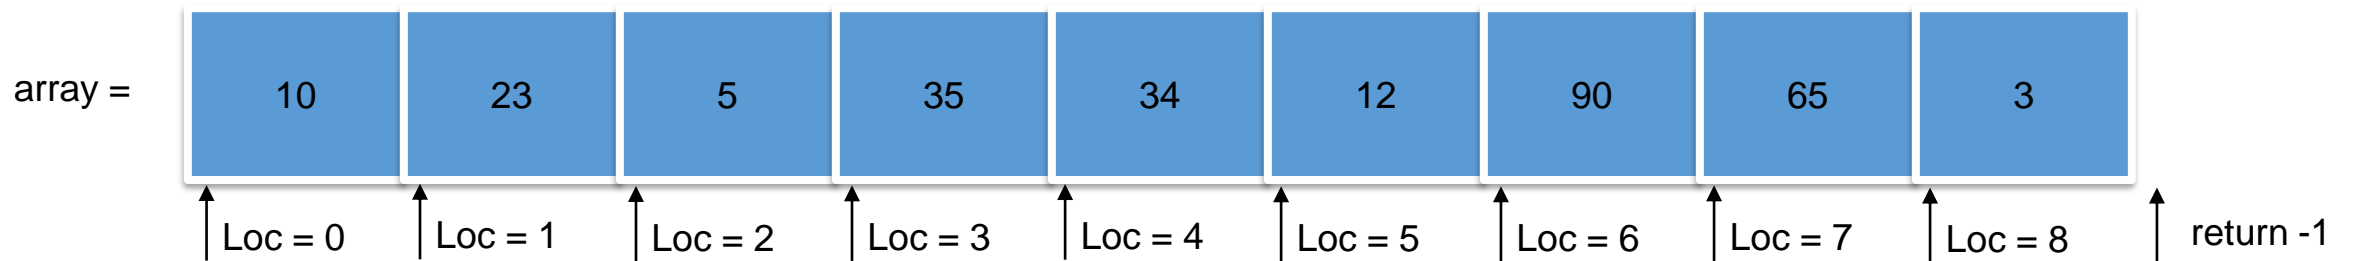 array = 10 23 5 35 34 12 90 65 3
Loc = 0 Loc = 1 Loc = 2 Loc = 3 Loc = 4 Loc = 5 Loc = 6 Loc = 7 Loc = 8 return -1